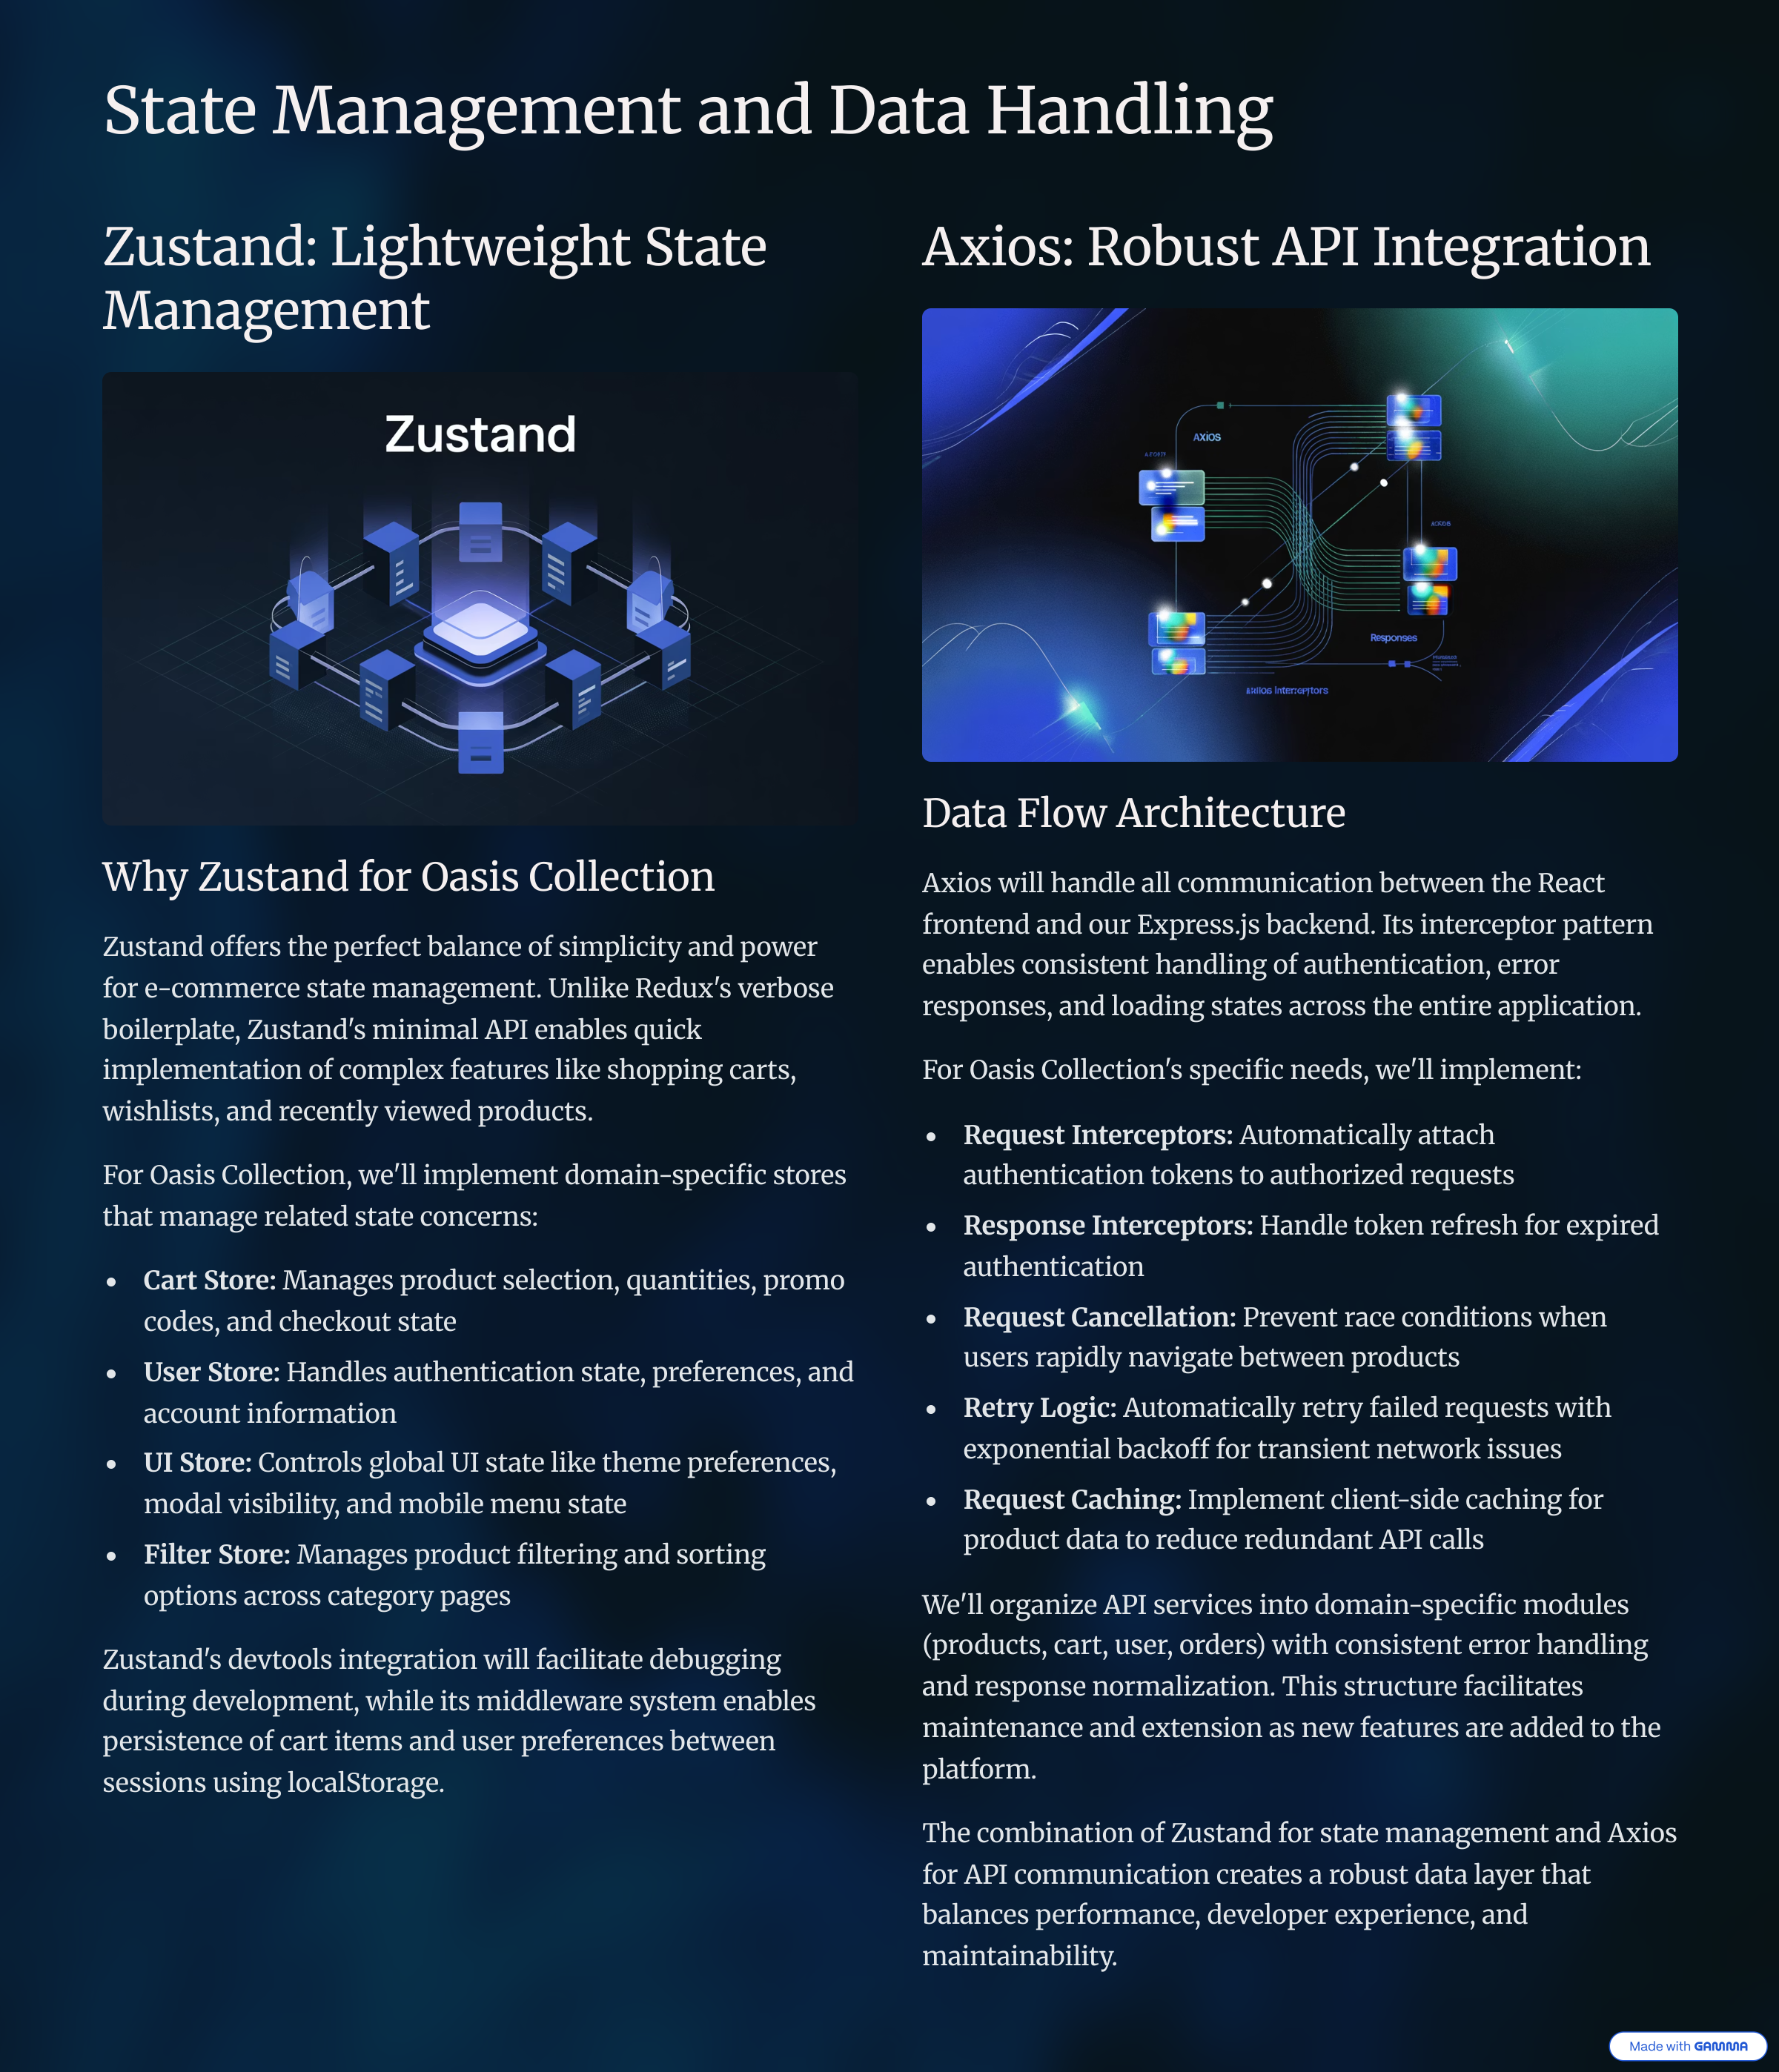 State Management and Data Handling
Zustand: Lightweight State
Management
Zustand
Why Zustand for Oasis Collection
Zustand offers the perfect balance of simplicity and power
for e-commerce state management. Unlike Redux's verbose
boilerplate, Zustand's minimal API enables quick
implementation of complex features like shopping carts,
wishlists, and recently viewed products.
For Oasis Collection, we'll implement domain-specific stores
that manage related state concerns:
• Cart Store: Manages product selection, quantities, promo
codes, and checkout state
• User Store: Handles authentication state, preferences, and
account information
• UI Store: Controls global UI state like theme preferences,
modal visibility, and mobile menu state
• Filter Store: Manages product filtering and sorting
options across category pages
Zustand's devtools integration will facilitate debugging
during development, while its middleware system enables
persistence of cart items and user preferences between
sessions using localStorage.
Axios: Robust API Integration
AXIOS
Responses
Data Flow Architecture
Axios will handle all communication between the React
frontend and our Express.js backend. Its interceptor pattern
enables consistent handling of authentication, error
responses, and loading states across the entire application.
For Oasis Collection's specific needs, we'll implement:
• Request Interceptors: Automatically attach
authentication tokens to authorized requests
• Response Interceptors: Handle token refresh for expired
authentication
• Request Cancellation: Prevent race conditions when
users rapidly navigate between products
• Retry Logic: Automatically retry failed requests with
exponential backoff for transient network issues
• Request Caching: Implement client-side caching for
product data to reduce redundant API calls
We'll organize API services into domain-specific modules
(products, cart, user, orders) with consistent error handling
and response normalization. This structure facilitates
maintenance and extension as new features are added to the
platform.
The combination of Zustand for state management and Axios
for API communication creates a robust data layer that
balances performance, developer experience, and
maintainability.
Made with GAMMA